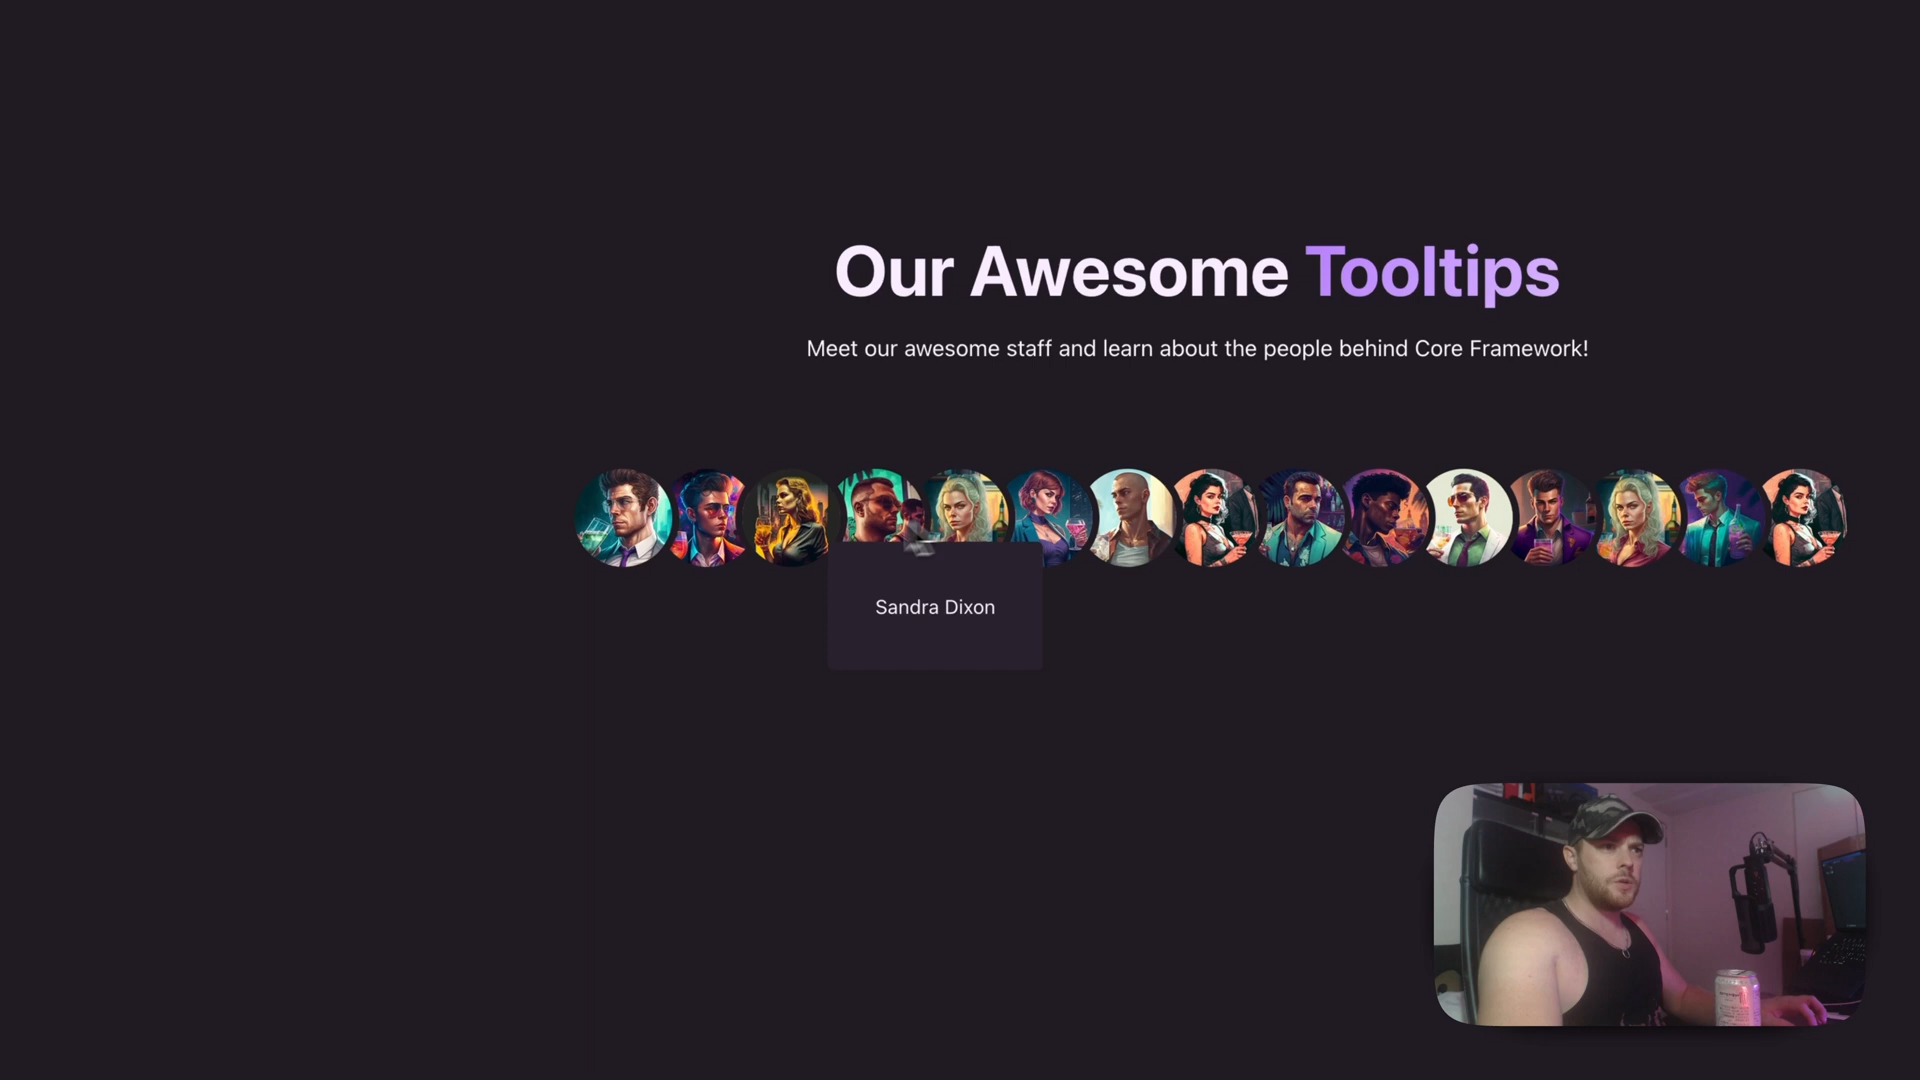 Our Awesome Tooltips
Meet our awesome staff and learn about the people behind Core Framework!
Sandra Dixon